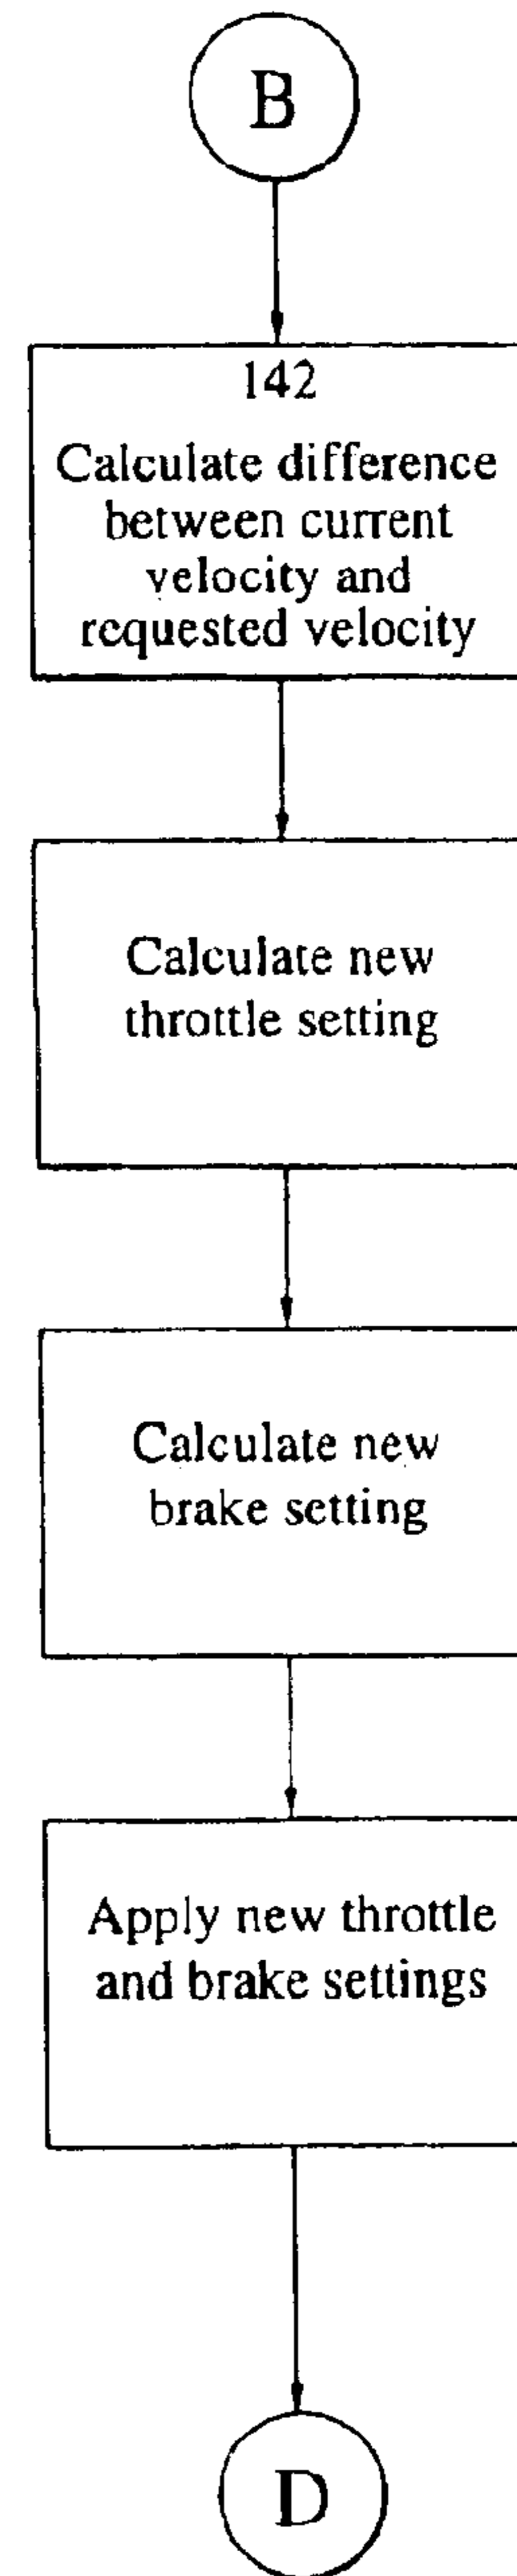 B
142
Calculate difference
between current
velocity and
requested velocity
Calculate new
throttle setting
Calculate new
brake setting
Apply new throttle
and brake settings
D